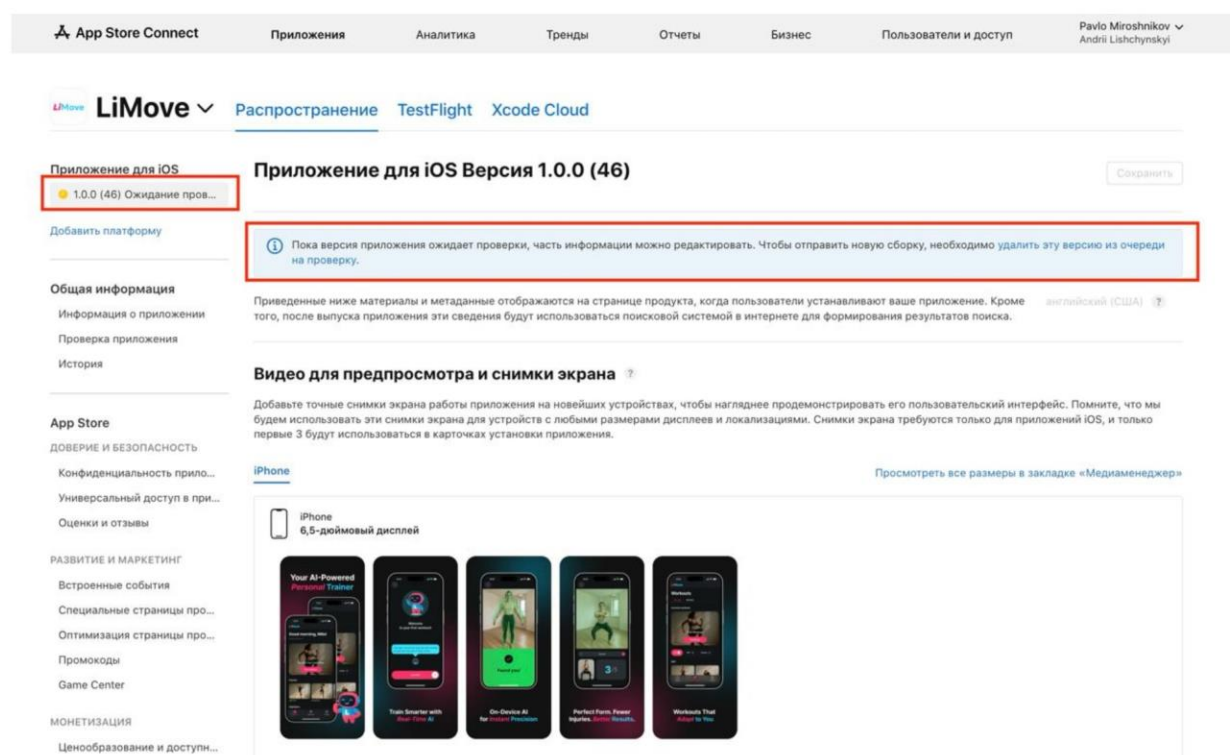 App Store Connect
Приложения
Аналитика
Тренды
Отчеты
Бизнес
Пользователи и доступ
Pavlo Miroshnikov
Andrii Lishchynskyi
LiMove
LiMove
Распространение
TestFlight
Xcode Cloud
Приложение для iOS
1.0.0 (46) Ожидание пров...
Добавить платформу
Общая информация
Информация о приложении
Проверка приложения
История
App Store
ДОВЕРИЕ И БЕЗОПАСНОСТЬ
Конфиденциальность прило...
Универсальный доступ в при...
Оценки и отзывы
РАЗВИТИЕ И МАРКЕТИНГ
Встроенные события
Специальные страницы про...
Оптимизация страницы про...
Промокоды
Game Center
МОНЕТИЗАЦИЯ
Ценообразование и доступн...
Приложение для iOS Версия 1.0.0 (46)
Сохранить
Пока версия приложения ожидает проверки, часть информации можно редактировать. Чтобы отправить новую сборку, необходимо удалить эту версию из очереди
на проверку.
Приведенные ниже материалы и метаданные отображаются на странице продукта, когда пользователи устанавливают ваше приложение. Кроме
того, после выпуска приложения эти сведения будут использоваться поисковой системой в интернете для формирования результатов поиска.
английский (США) ?
Видео для предпросмотра и снимки экрана ?
Добавьте точные снимки экрана работы приложения на новейших устройствах, чтобы нагляднее продемонстрировать его пользовательский интерфейс. Помните, что мы
будем использовать эти снимки экрана для устройств с любыми размерами дисплеев и локализациями. Снимки экрана требуются только для приложений iOS, и только
первые 3 будут использоваться в карточках установки приложения.
iPhone
Просмотреть все размеры в закладке «Медиаменеджер»
iPhone
6,5-дюймовый дисплей
Your AI-Powered
Personal Trainer
Good morning, Mike!
Train Smarter with
Real-Time AI
Found you!
On-Device AI
for Instant Precision
3/5
Perfect Form. Fewer
Injuries. Better Results.
Workouts
Workouts That
Adapt to You